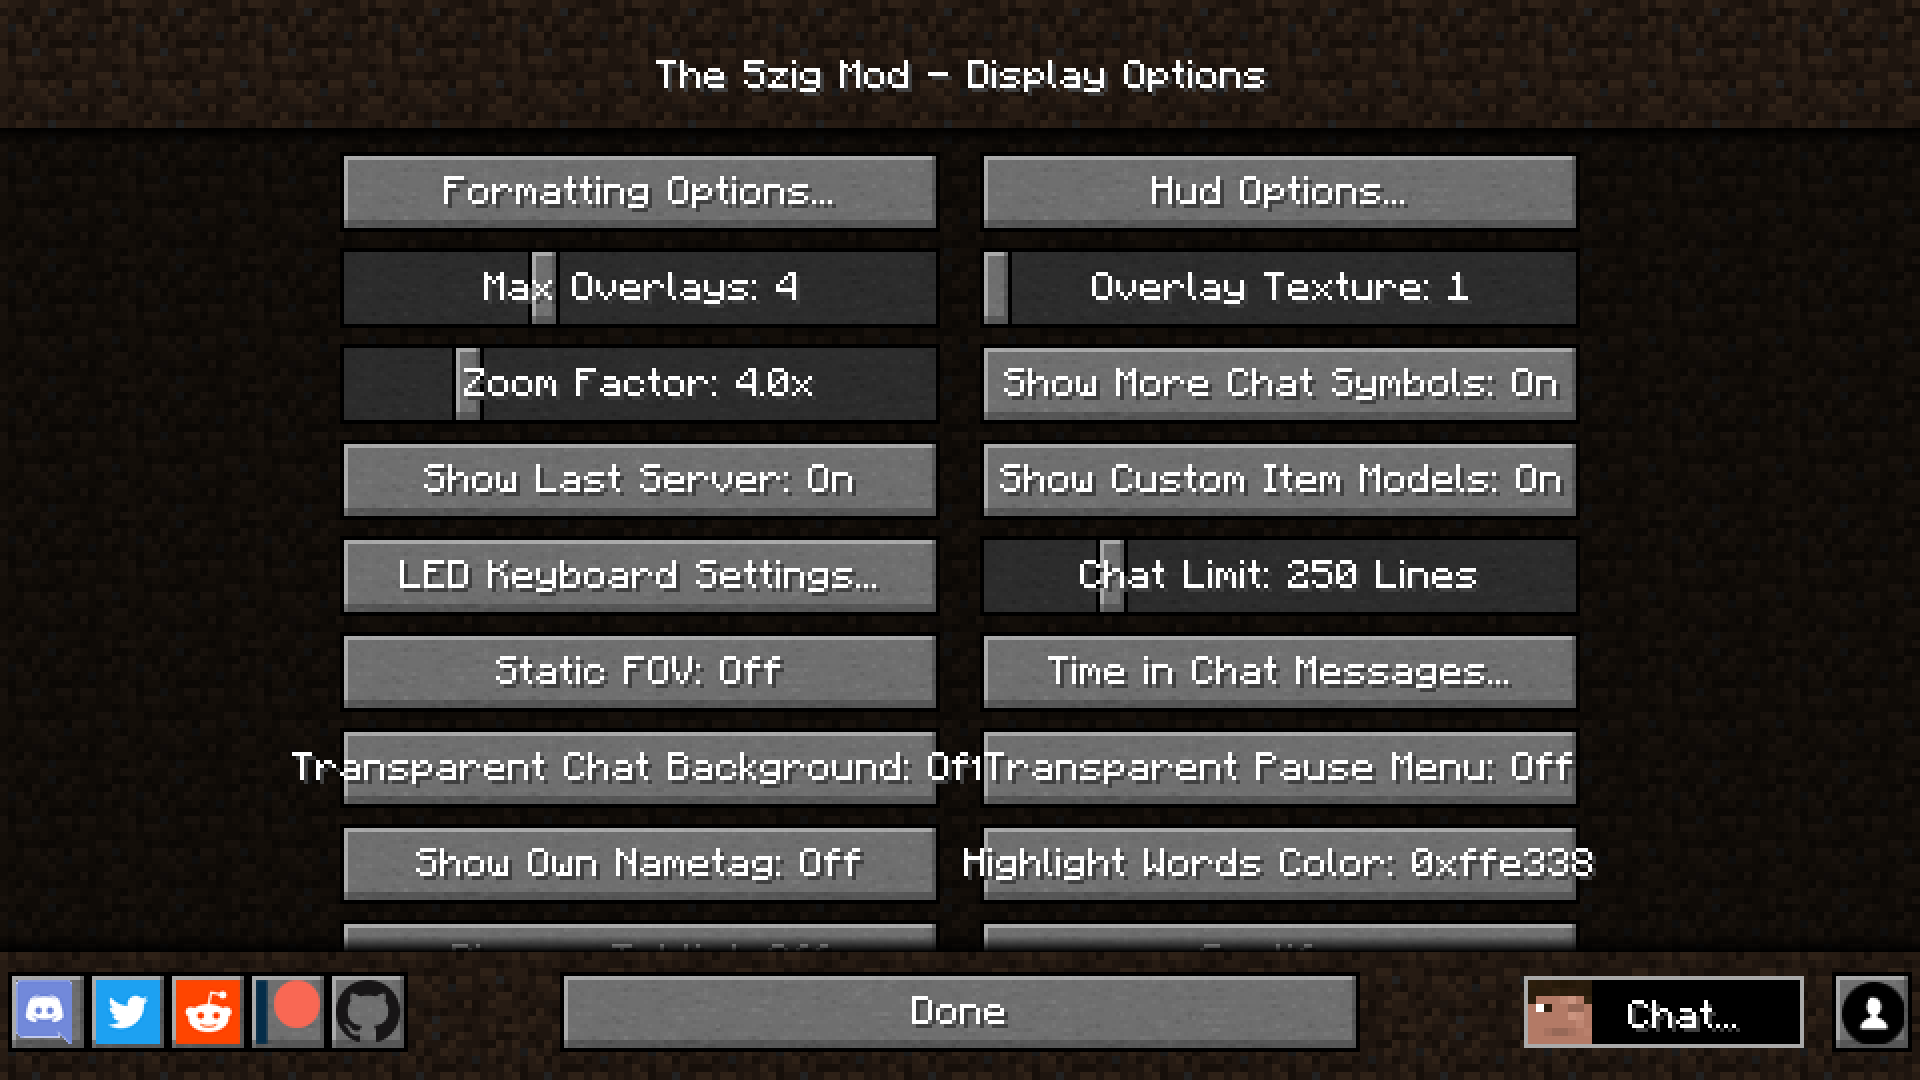 The 5zig Mod - Display Options
Formatting Options...
Hud Options...
Max Overlays: 4
Overlay Texture: 1
Zoom Factor: 4.0x
Show More Chat Symbols: On
Show Last Server: On
Show Custom Item Models: On
LED Keyboard Settings...
Chat Limit: 250 Lines
Static FOV: Off
Time in Chat Messages...
Transparent Chat Background: Off
Transparent Pause Menu: Off
Show Own Nametag: Off
Highlight Words Color: 0xffe338
Done
Chat...